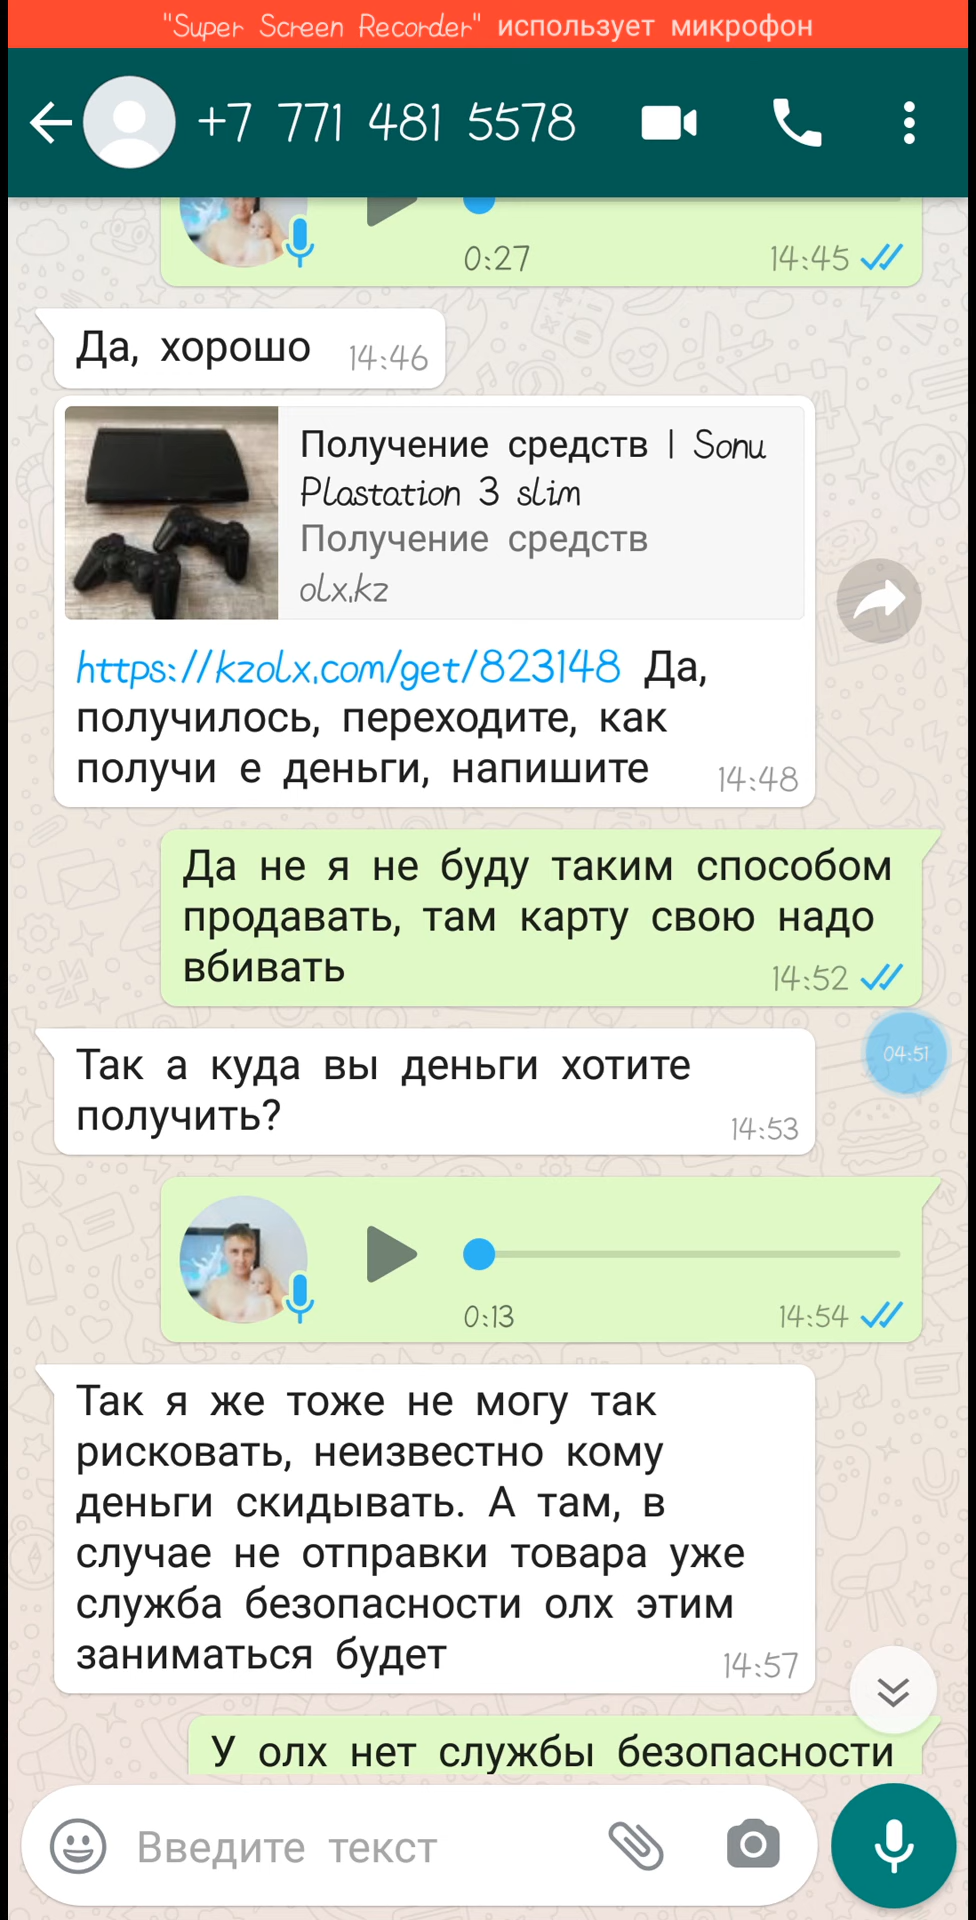 "Super Screen Recorder" использует микрофон
+7 771 481 5578
0:27 14:45
Да, хорошо 14:46
Получение средств | Sonu
Plastation 3 slim
Получение средств
olx.kz
https://kzolx.com/get/823148 Да,
получилось, переходите, как
получи е деньги, напишите 14:48
Да не я не буду таким способом
продавать, там карту свою надо
вбивать 14:52
04:51
Так а куда вы деньги хотите
получить? 14:53
0:13 14:54
Так я же тоже не могу так
рисковать, неизвестно кому
деньги скидывать. А там, в
случае не отправки товара уже
служба безопасности олх этим
заниматься будет 14:57
У олх нет службы безопасности
Введите текст